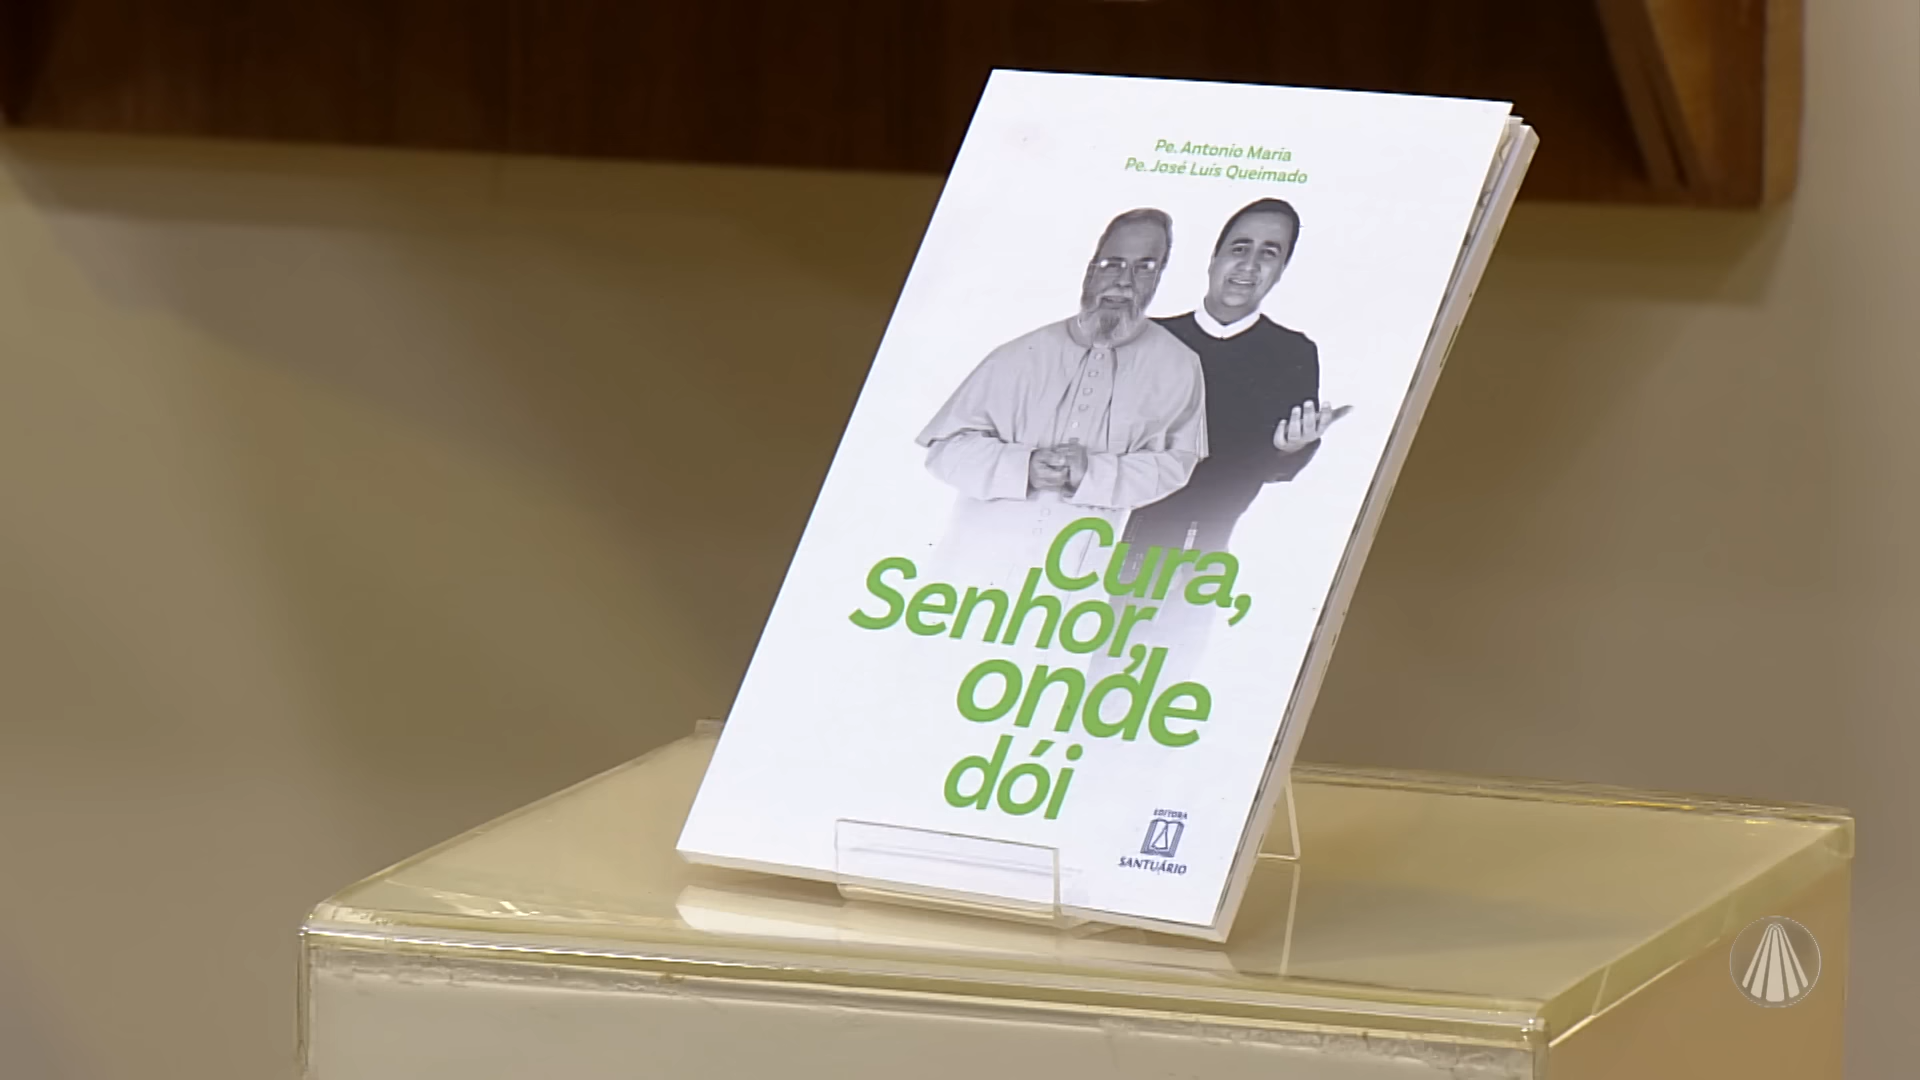 Pe. Antonio Maria
Pe. José Luís Queimado
Cura,
Senhor,
onde
dói
EDITORA
SANTUÁRIO